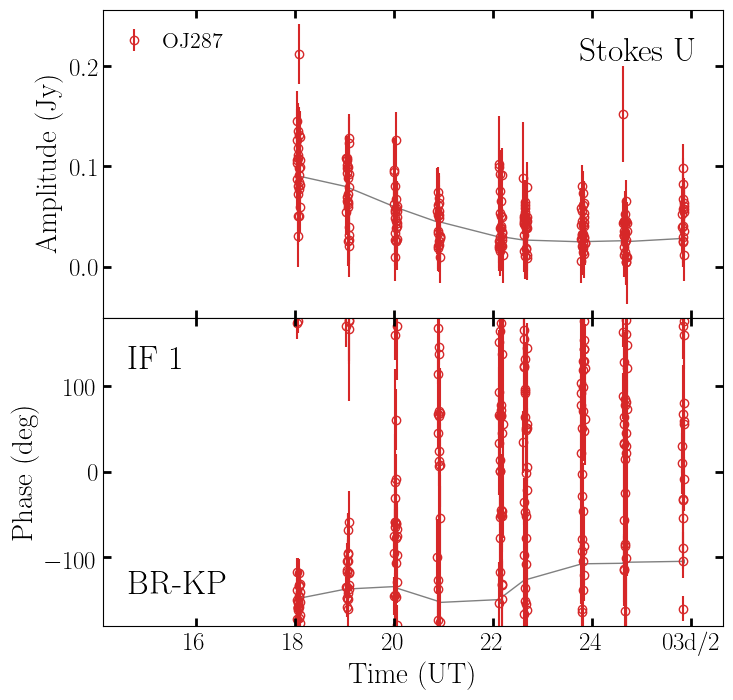 OJ287
Stokes U
0.2
0.1
0.0
Amplitude (Jy)
IF 1
100
0
−100
Phase (deg)
BR-KP
16 18 20 22 24 03d/2
Time (UT)